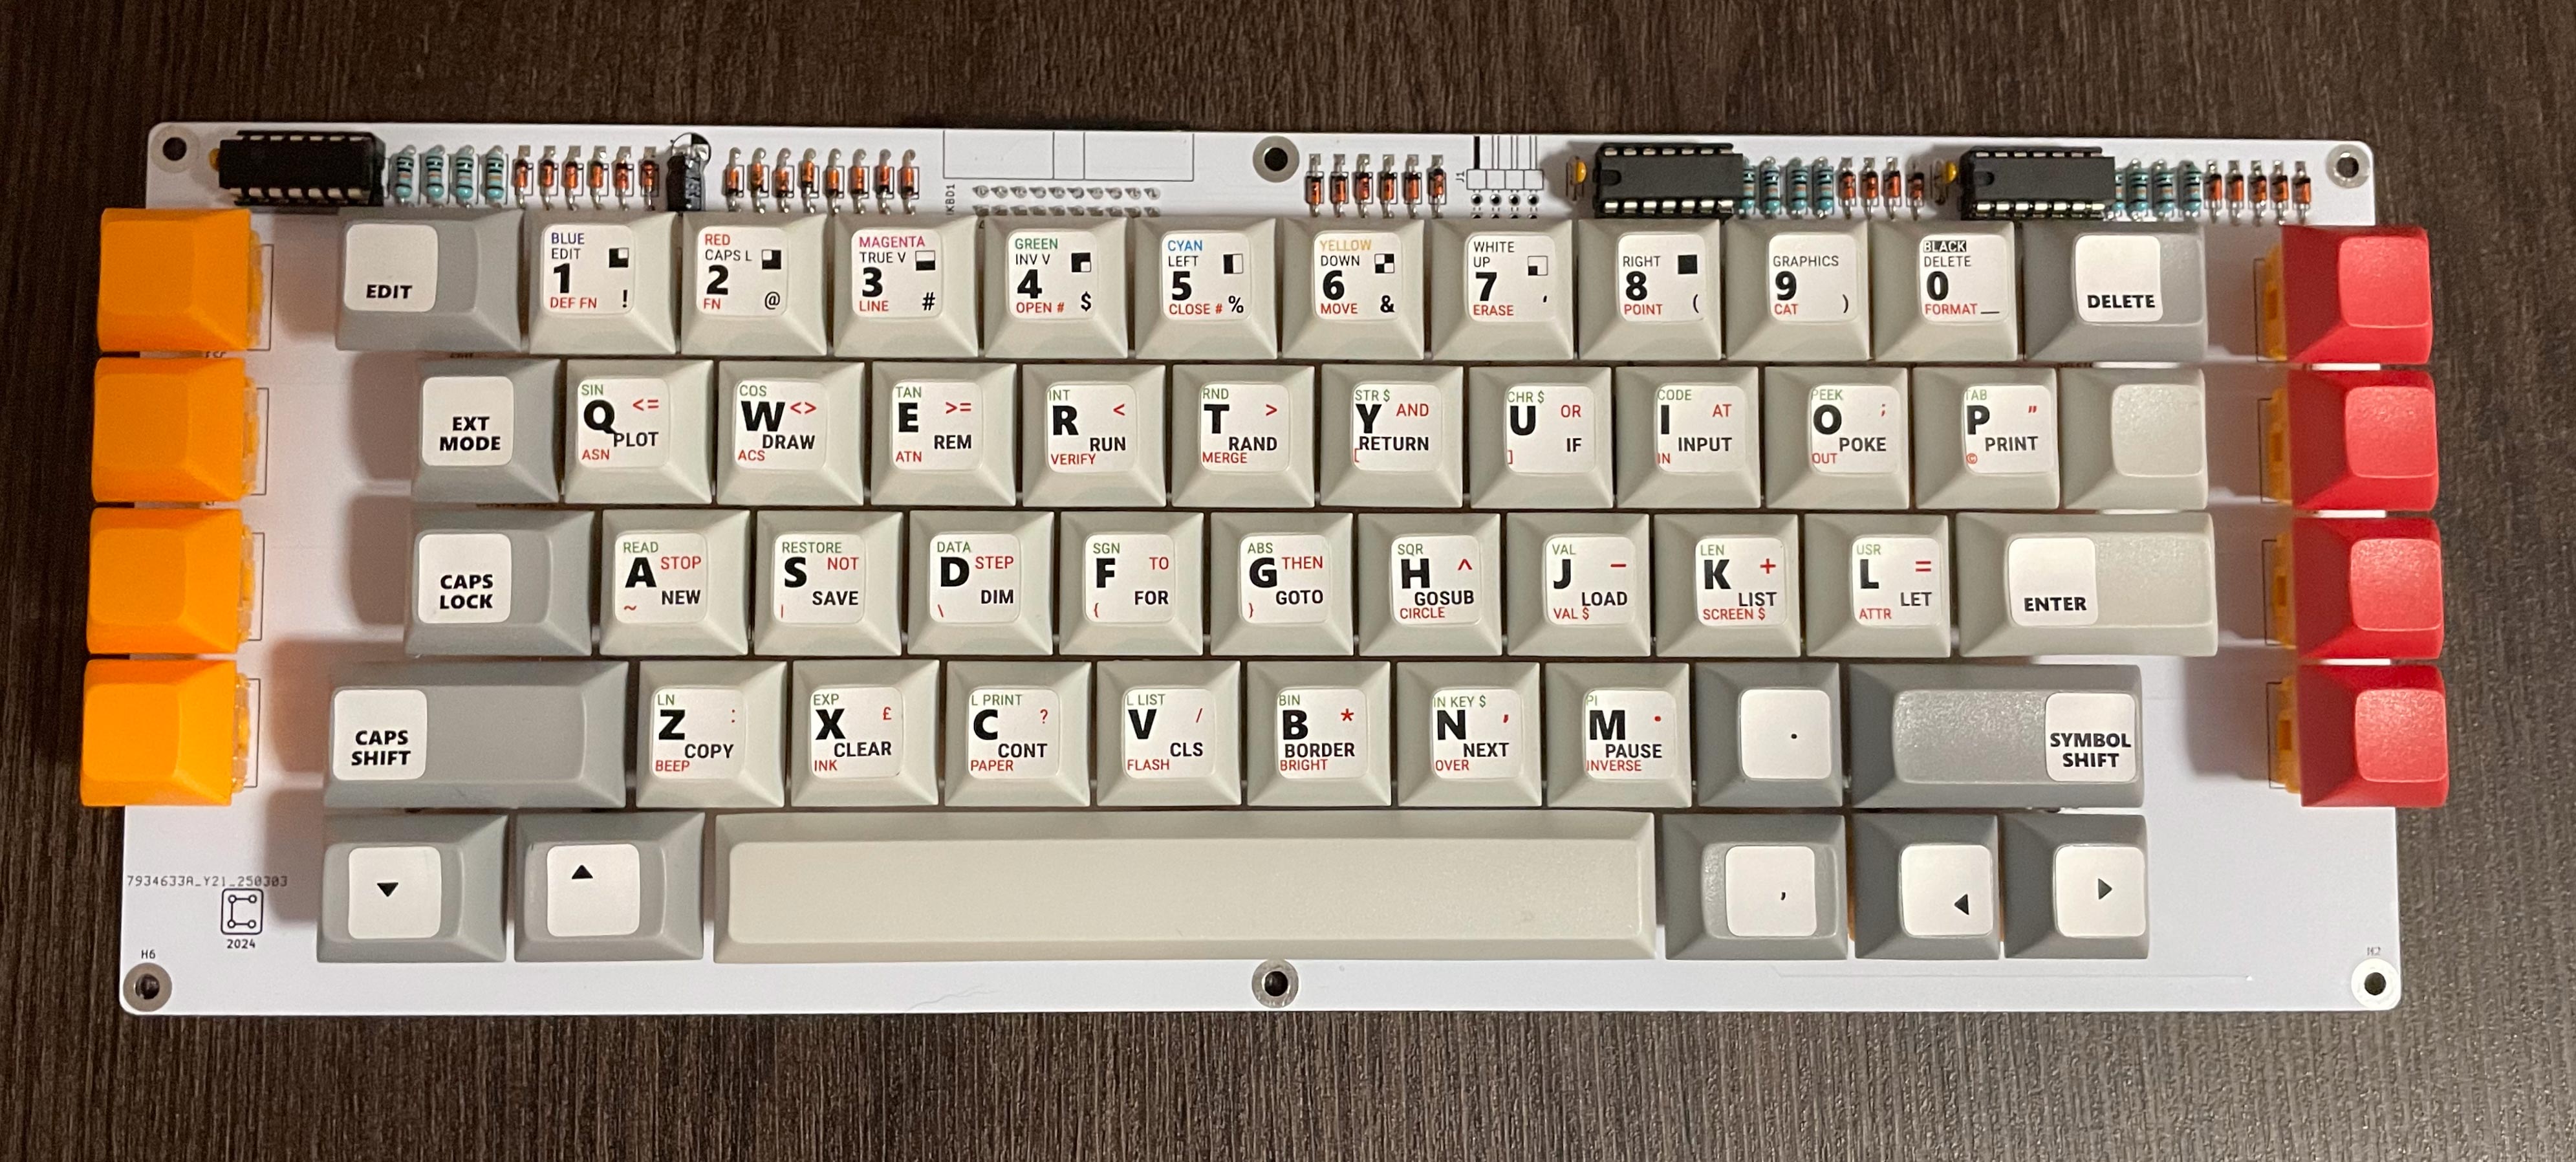 KBD1
J1
EDIT
BLUE
EDIT
1
DEF FN !
RED
CAPS L
2
FN @
MAGENTA
TRUE V
3
LINE #
GREEN
INV V
4
OPEN # $
CYAN
LEFT
5
CLOSE # %
YELLOW
DOWN
6
MOVE &
WHITE
UP
7 '
ERASE
RIGHT
8
POINT (
GRAPHICS
9
CAT )
BLACK
DELETE
0
FORMAT _
DELETE
EXT
MODE
SIN
Q <=
PLOT
ASN
COS
W <>
DRAW
ACS
TAN
E >=
REM
ATN
INT
R <
RUN
VERIFY
RND
T >
RAND
MERGE
STR $
Y AND
RETURN
[
CHR $
U OR
IF
]
CODE
I AT
INPUT
IN
PEEK
O ;
POKE
OUT
TAB
P "
PRINT
©
CAPS
LOCK
READ
A STOP
NEW
~
RESTORE
S NOT
SAVE
|
DATA
D STEP
DIM
\
SGN
F TO
FOR
{
ABS
G THEN
GOTO
}
SQR
H ^
GOSUB
CIRCLE
VAL
J −
LOAD
VAL $
LEN
K +
LIST
SCREEN $
USR
L =
LET
ATTR
ENTER
CAPS
SHIFT
LN
Z :
COPY
BEEP
EXP
X £
CLEAR
INK
L PRINT
C ?
CONT
PAPER
L LIST
V /
CLS
FLASH
BIN
B *
BORDER
BRIGHT
IN KEY $
N ,
NEXT
OVER
PI
M .
PAUSE
INVERSE
.
SYMBOL
SHIFT
▼
▲
,
◀
▶
7934633A_Y21_250303
2024
H6
H2